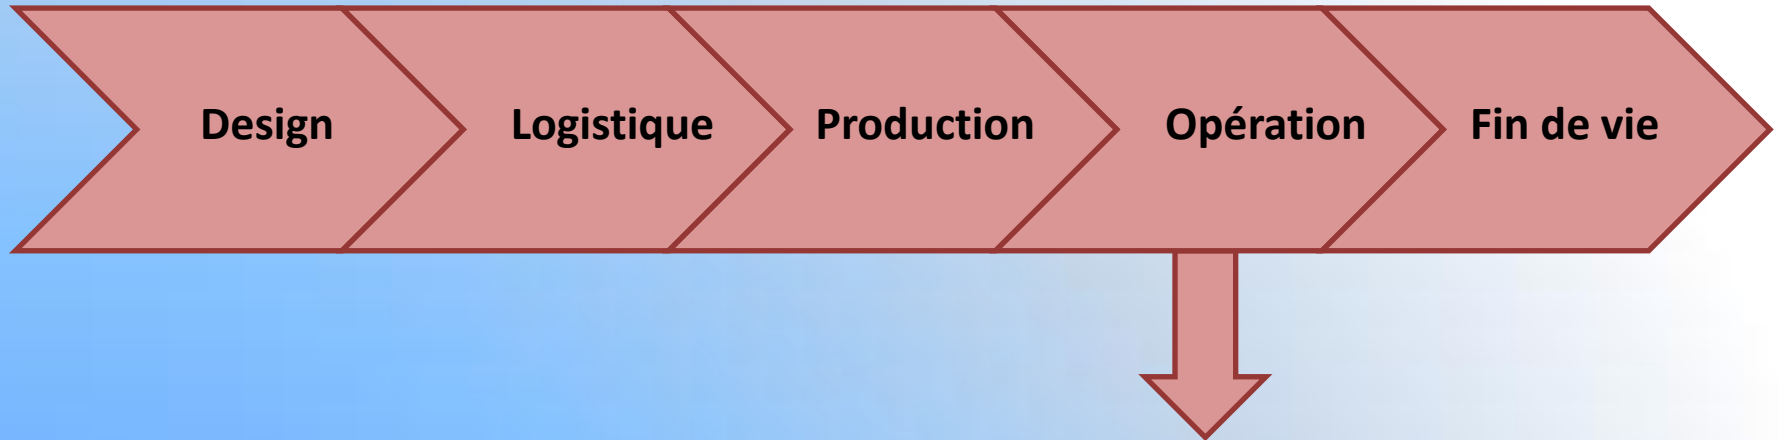 Design
Logistique
Production
Opération
Fin de vie